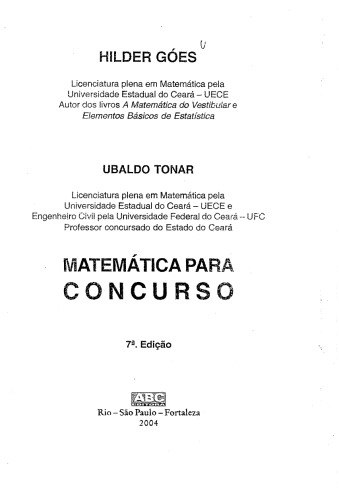 HILDER GÓES
Licenciatura plena em Matemática pela
Universidade Estadual do Ceará – UECE
Autor dos livros A Matemática do Vestibular e
Elementos Básicos de Estatística
UBALDO TONAR
Licenciatura plena em Matemática pela
Universidade Estadual do Ceará – UECE e
Engenheiro Civil pela Universidade Federal do Ceará – UFC
Professor concursado do Estado do Ceará
MATEMÁTICA PARA
CONCURSO
7ª. Edição
ABC
EDITORA
Rio – São Paulo – Fortaleza
2004